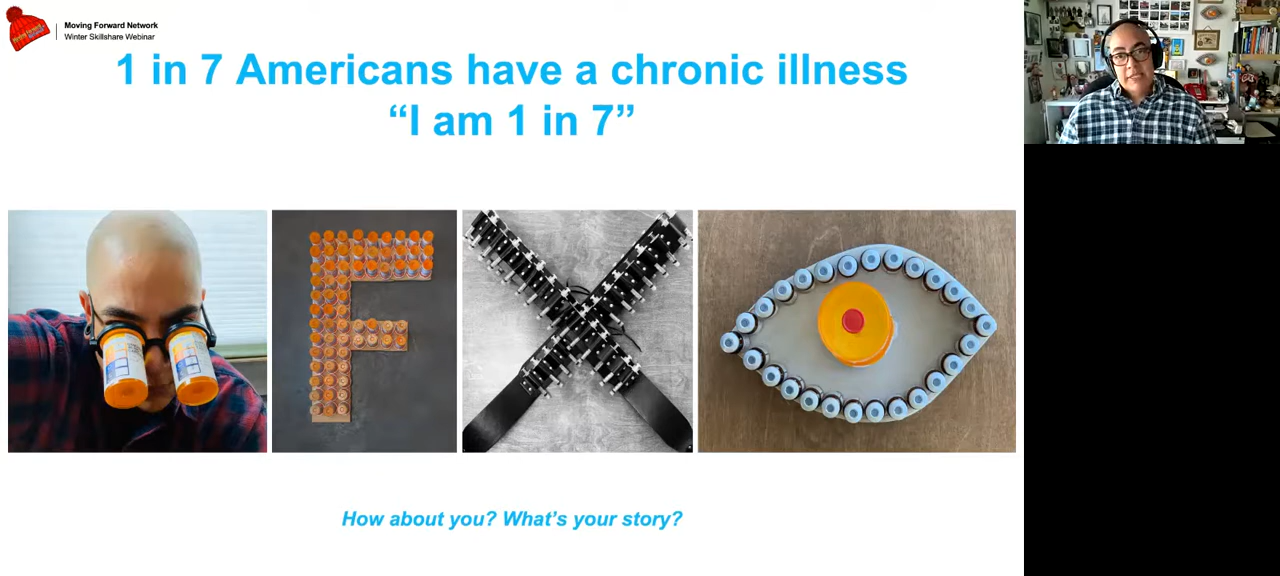 Moving Forward Network
Winter Skillshare Webinar
1 in 7 Americans have a chronic illness
“I am 1 in 7”
How about you? What’s your story?